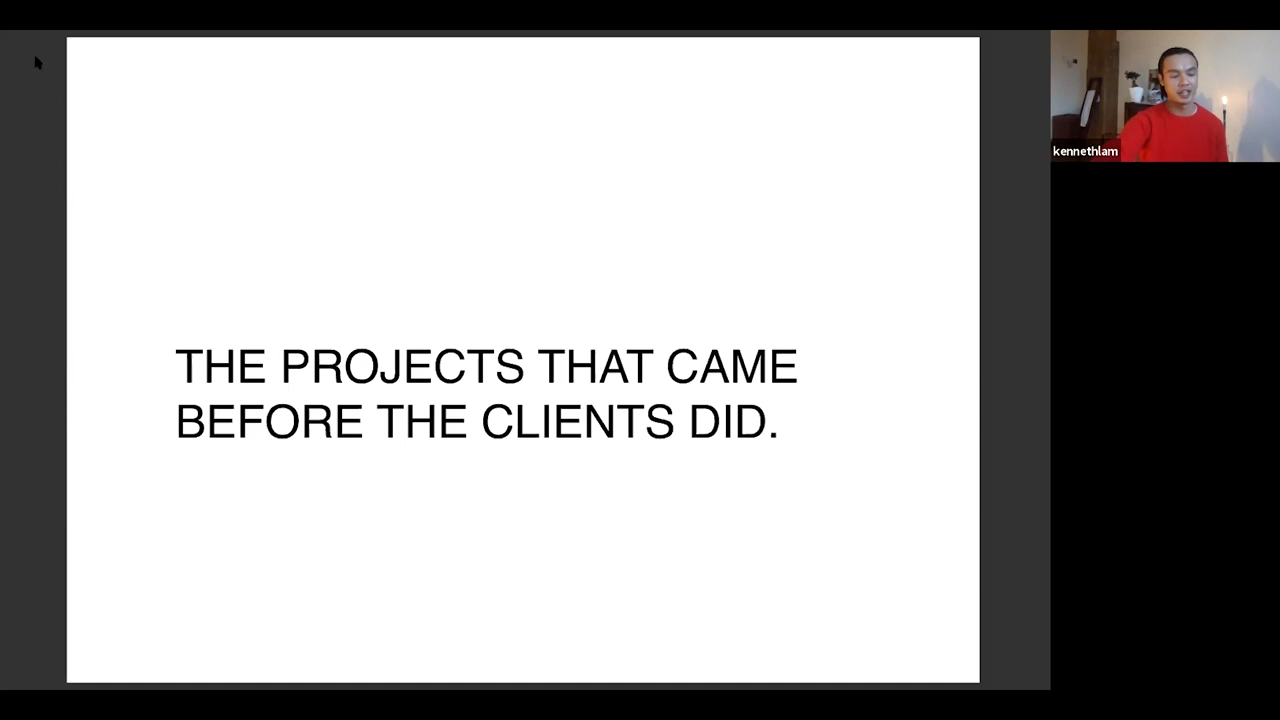 THE PROJECTS THAT CAME
BEFORE THE CLIENTS DID.
kennethlam